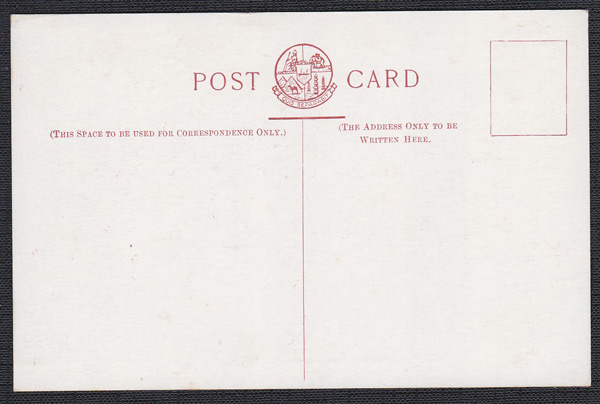 POST CARD
(THIS SPACE TO BE USED FOR CORRESPONDENCE ONLY.)
(THE ADDRESS ONLY TO BE
WRITTEN HERE.